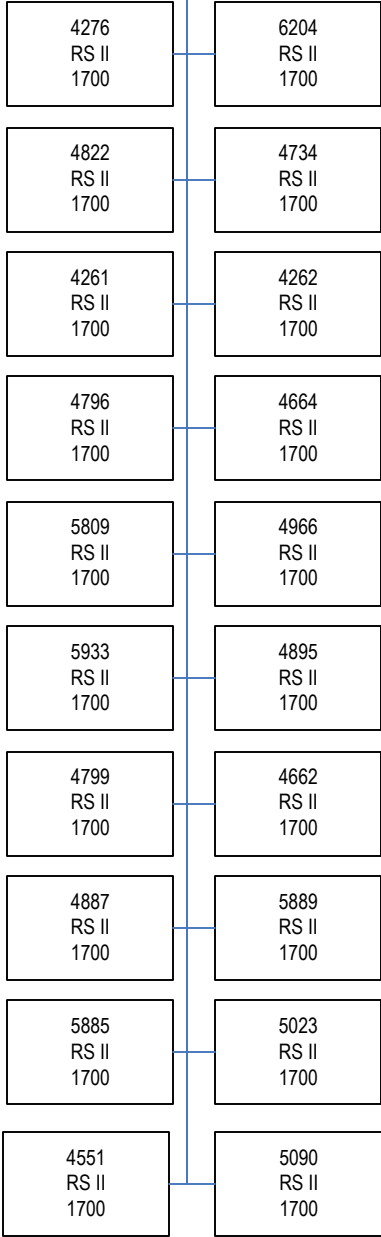 4276
RS II
1700
6204
RS II
1700
4822
RS II
1700
4734
RS II
1700
4261
RS II
1700
4262
RS II
1700
4796
RS II
1700
4664
RS II
1700
5809
RS II
1700
4966
RS II
1700
5933
RS II
1700
4895
RS II
1700
4799
RS II
1700
4662
RS II
1700
4887
RS II
1700
5889
RS II
1700
5885
RS II
1700
5023
RS II
1700
4551
RS II
1700
5090
RS II
1700